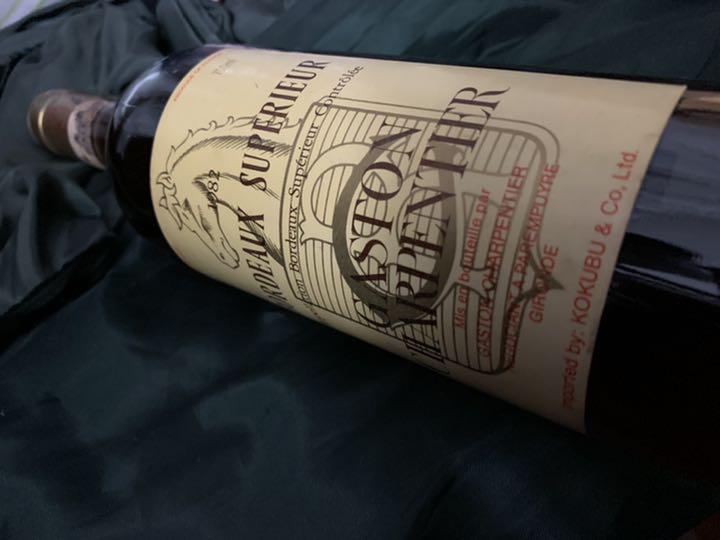 1982
BORDEAUX SUPERIEUR
Bordeaux Supérieur Contrôlée
GASTON
CHARPENTIER
Mis en bouteille par
GASTON CHARPENTIER
A PAREMPUYRE
GIRONDE
Imported by: KOKUBU & Co, Ltd.